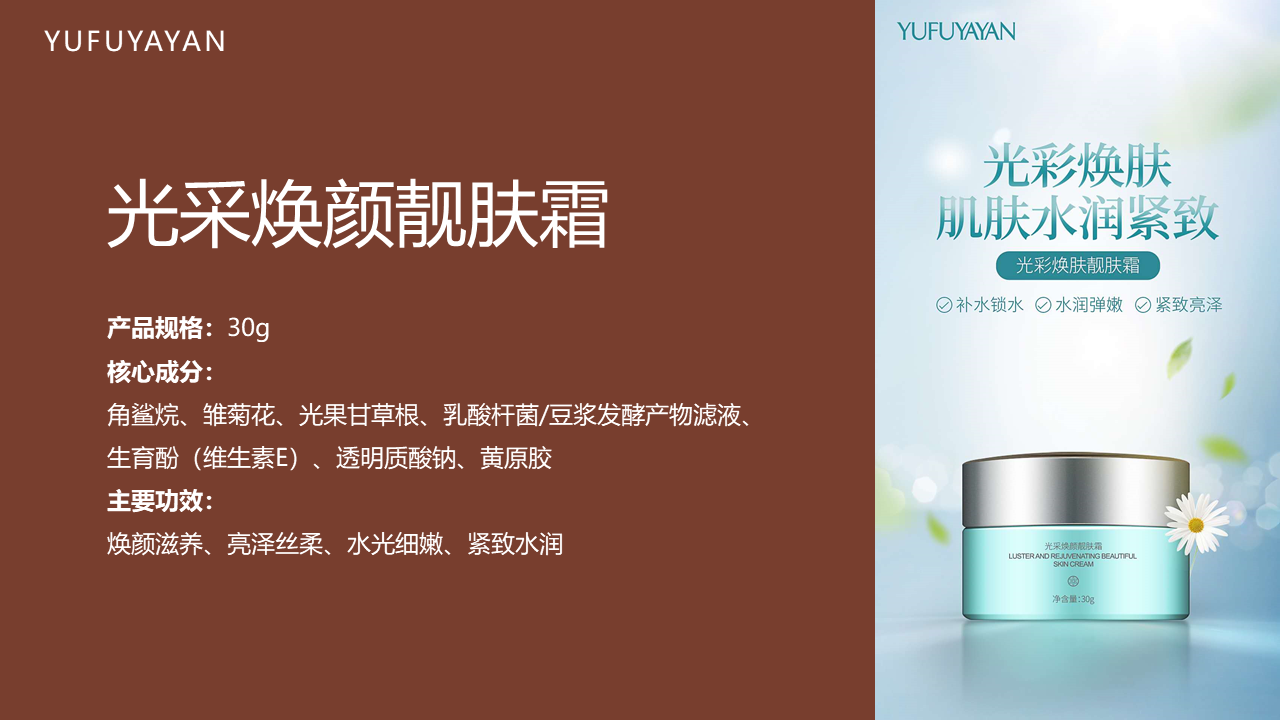 YUFUYAYAN
光采焕颜靓肤霜
产品规格：30g
核心成分：
角鲨烷、雏菊花、光果甘草根、乳酸杆菌/豆浆发酵产物滤液、
生育酚（维生素E）、透明质酸钠、黄原胶
主要功效：
焕颜滋养、亮泽丝柔、水光细嫩、紧致水润
YUFUYAYAN
光彩焕肤
肌肤水润紧致
光彩焕肤靓肤霜
补水锁水 水润弹嫩 紧致亮泽
光采焕颜靓肤霜
LUSTER AND REJUVENATING BEAUTIFUL
SKIN CREAM
净含量:30g